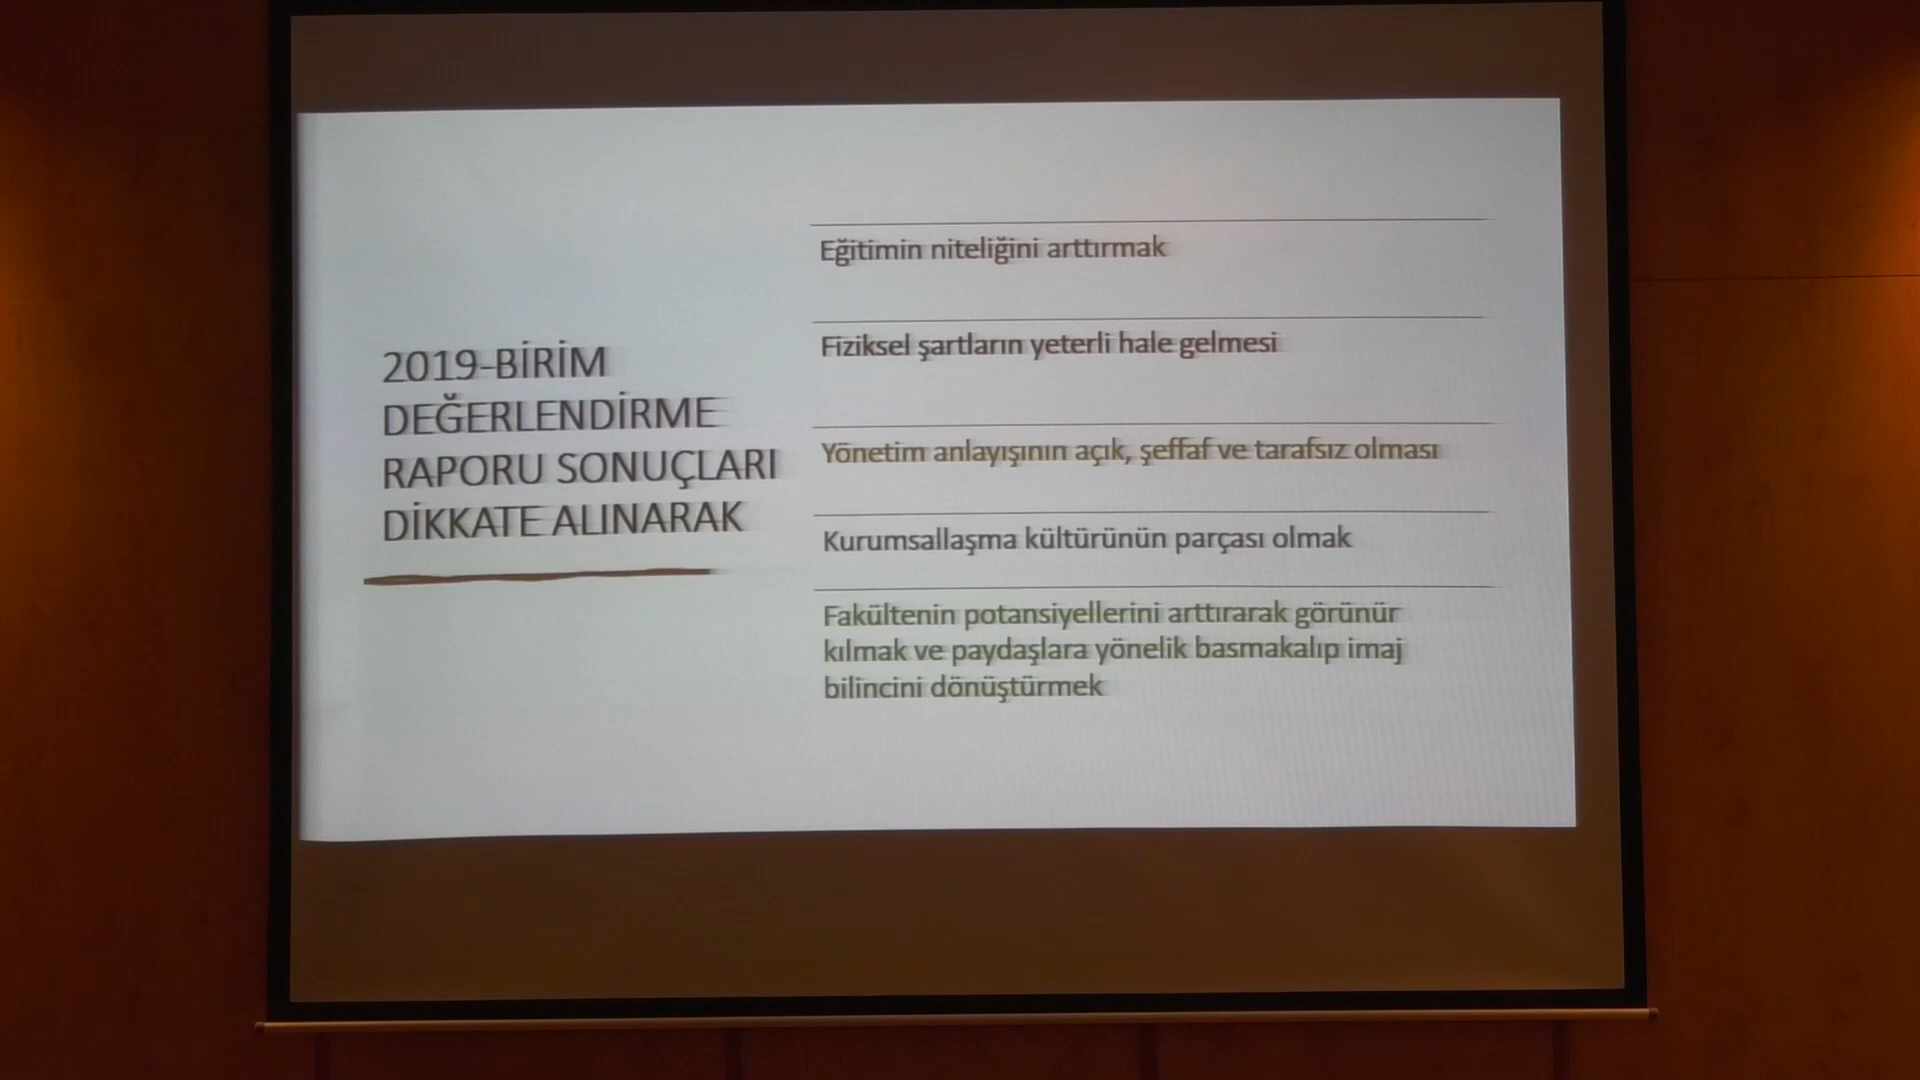 2019-BİRİM
DEĞERLENDİRME
RAPORU SONUÇLARI
DİKKATE ALINARAK
Eğitimin niteliğini arttırmak
Fiziksel şartların yeterli hale gelmesi
Yönetim anlayışının açık, şeffaf ve tarafsız olması
Kurumsallaşma kültürünün parçası olmak
Fakültenin potansiyellerini arttırarak görünür
kılmak ve paydaşlara yönelik basmakalıp imaj
bilincini dönüştürmek